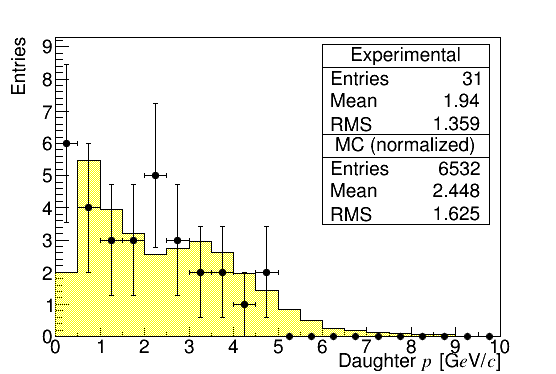 Entries
9
8
7
6
5
4
3
2
1
0
Experimental
Entries 31
Mean 1.94
RMS 1.359
MC (normalized)
Entries 6532
Mean 2.448
RMS 1.625
0 1 2 3 4 5 6 7 8 9 10
Daughter p [GeV/c]